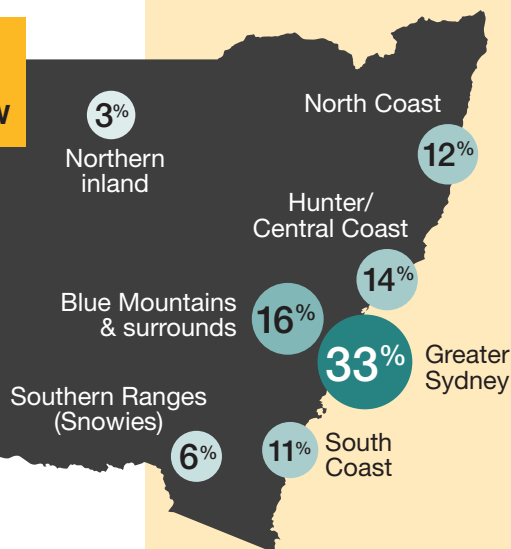 North Coast
3%
12%
Northern
inland
Hunter/
Central Coast
14%
Blue Mountains
& surrounds
16%
33%
Greater
Sydney
Southern Ranges
(Snowies)
6%
11%
South
Coast